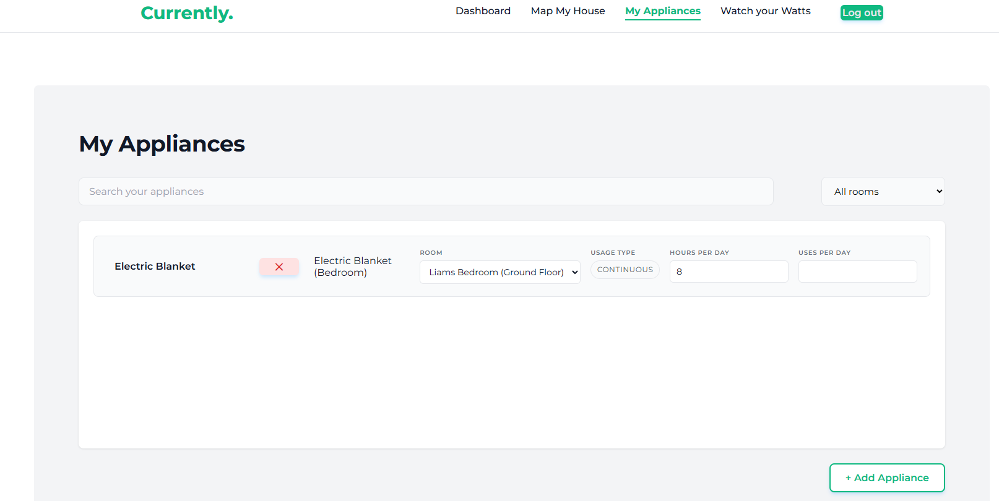 Currently.
Dashboard
Map My House
My Appliances
Watch your Watts
Log out
My Appliances
Search your appliances
All rooms
Electric Blanket
Electric Blanket
(Bedroom)
ROOM
Liams Bedroom (Ground Floor)
USAGE TYPE
CONTINUOUS
HOURS PER DAY
8
USES PER DAY
+ Add Appliance